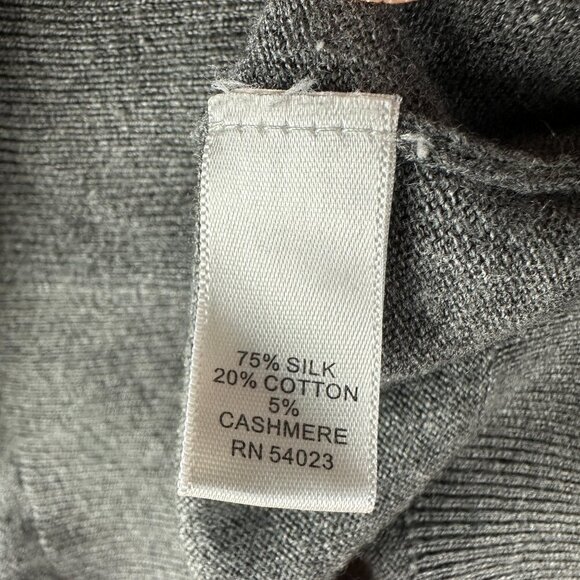 75% SILK
20% COTTON
5%
CASHMERE
RN 54023